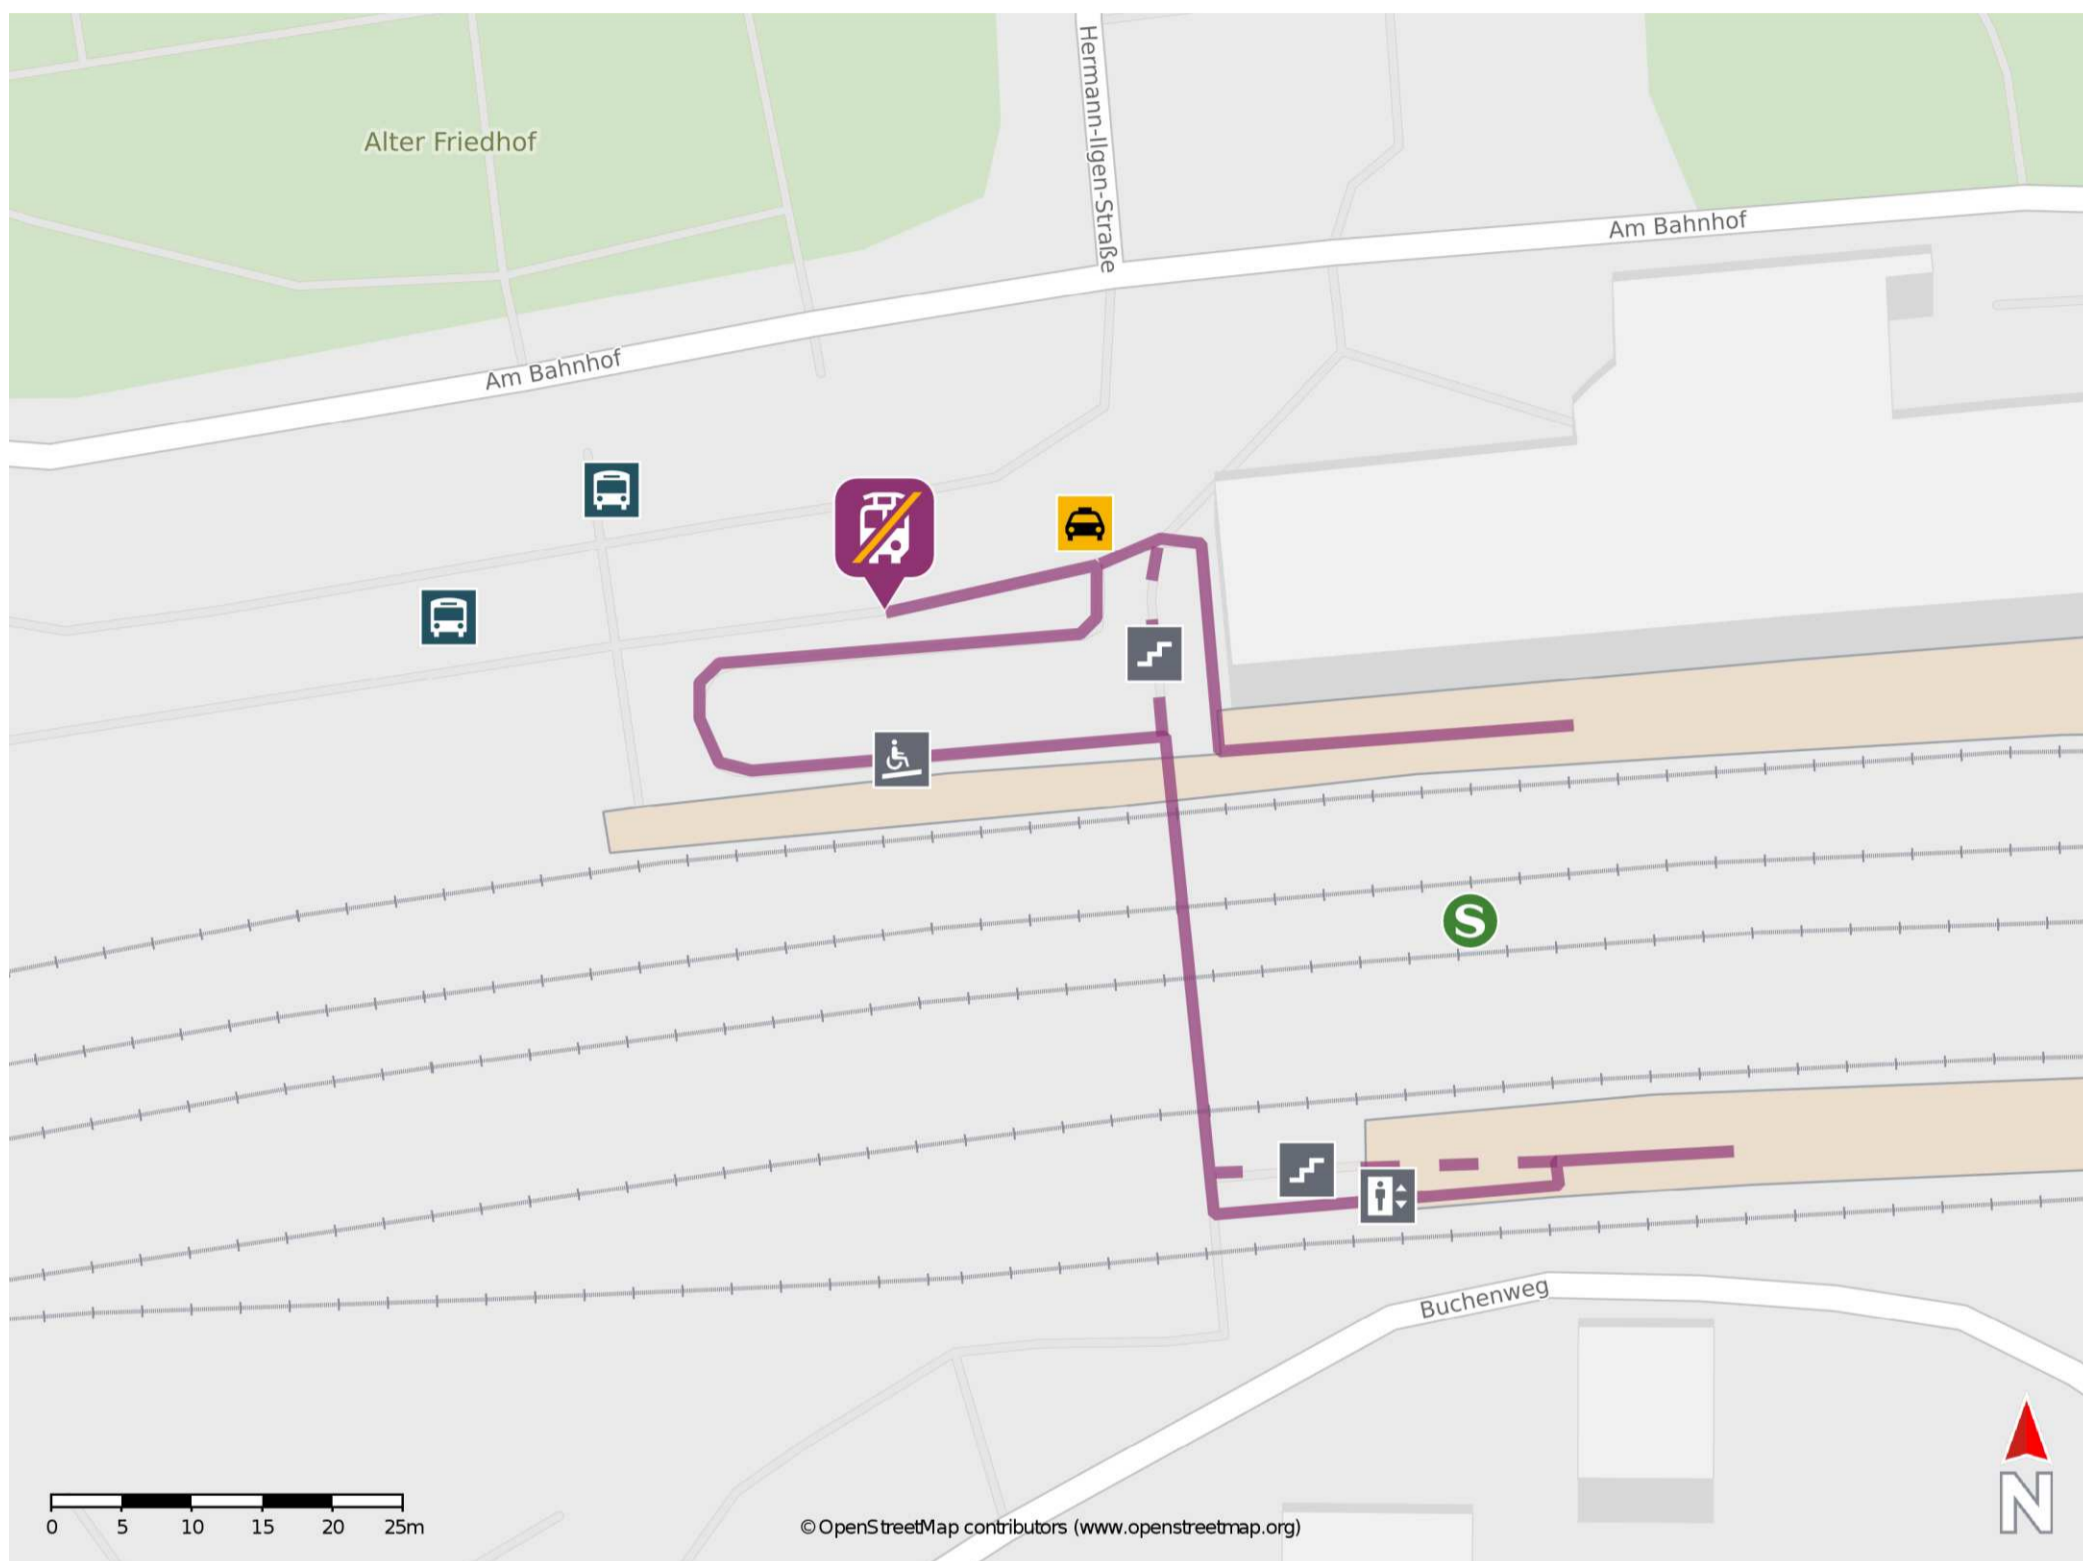 Hermann-Ilgen-Straße
Alter Friedhof
Am Bahnhof
Am Bahnhof
S
Buchenweg
0 5 10 15 20 25m
© OpenStreetMap contributors (www.openstreetmap.org)
N